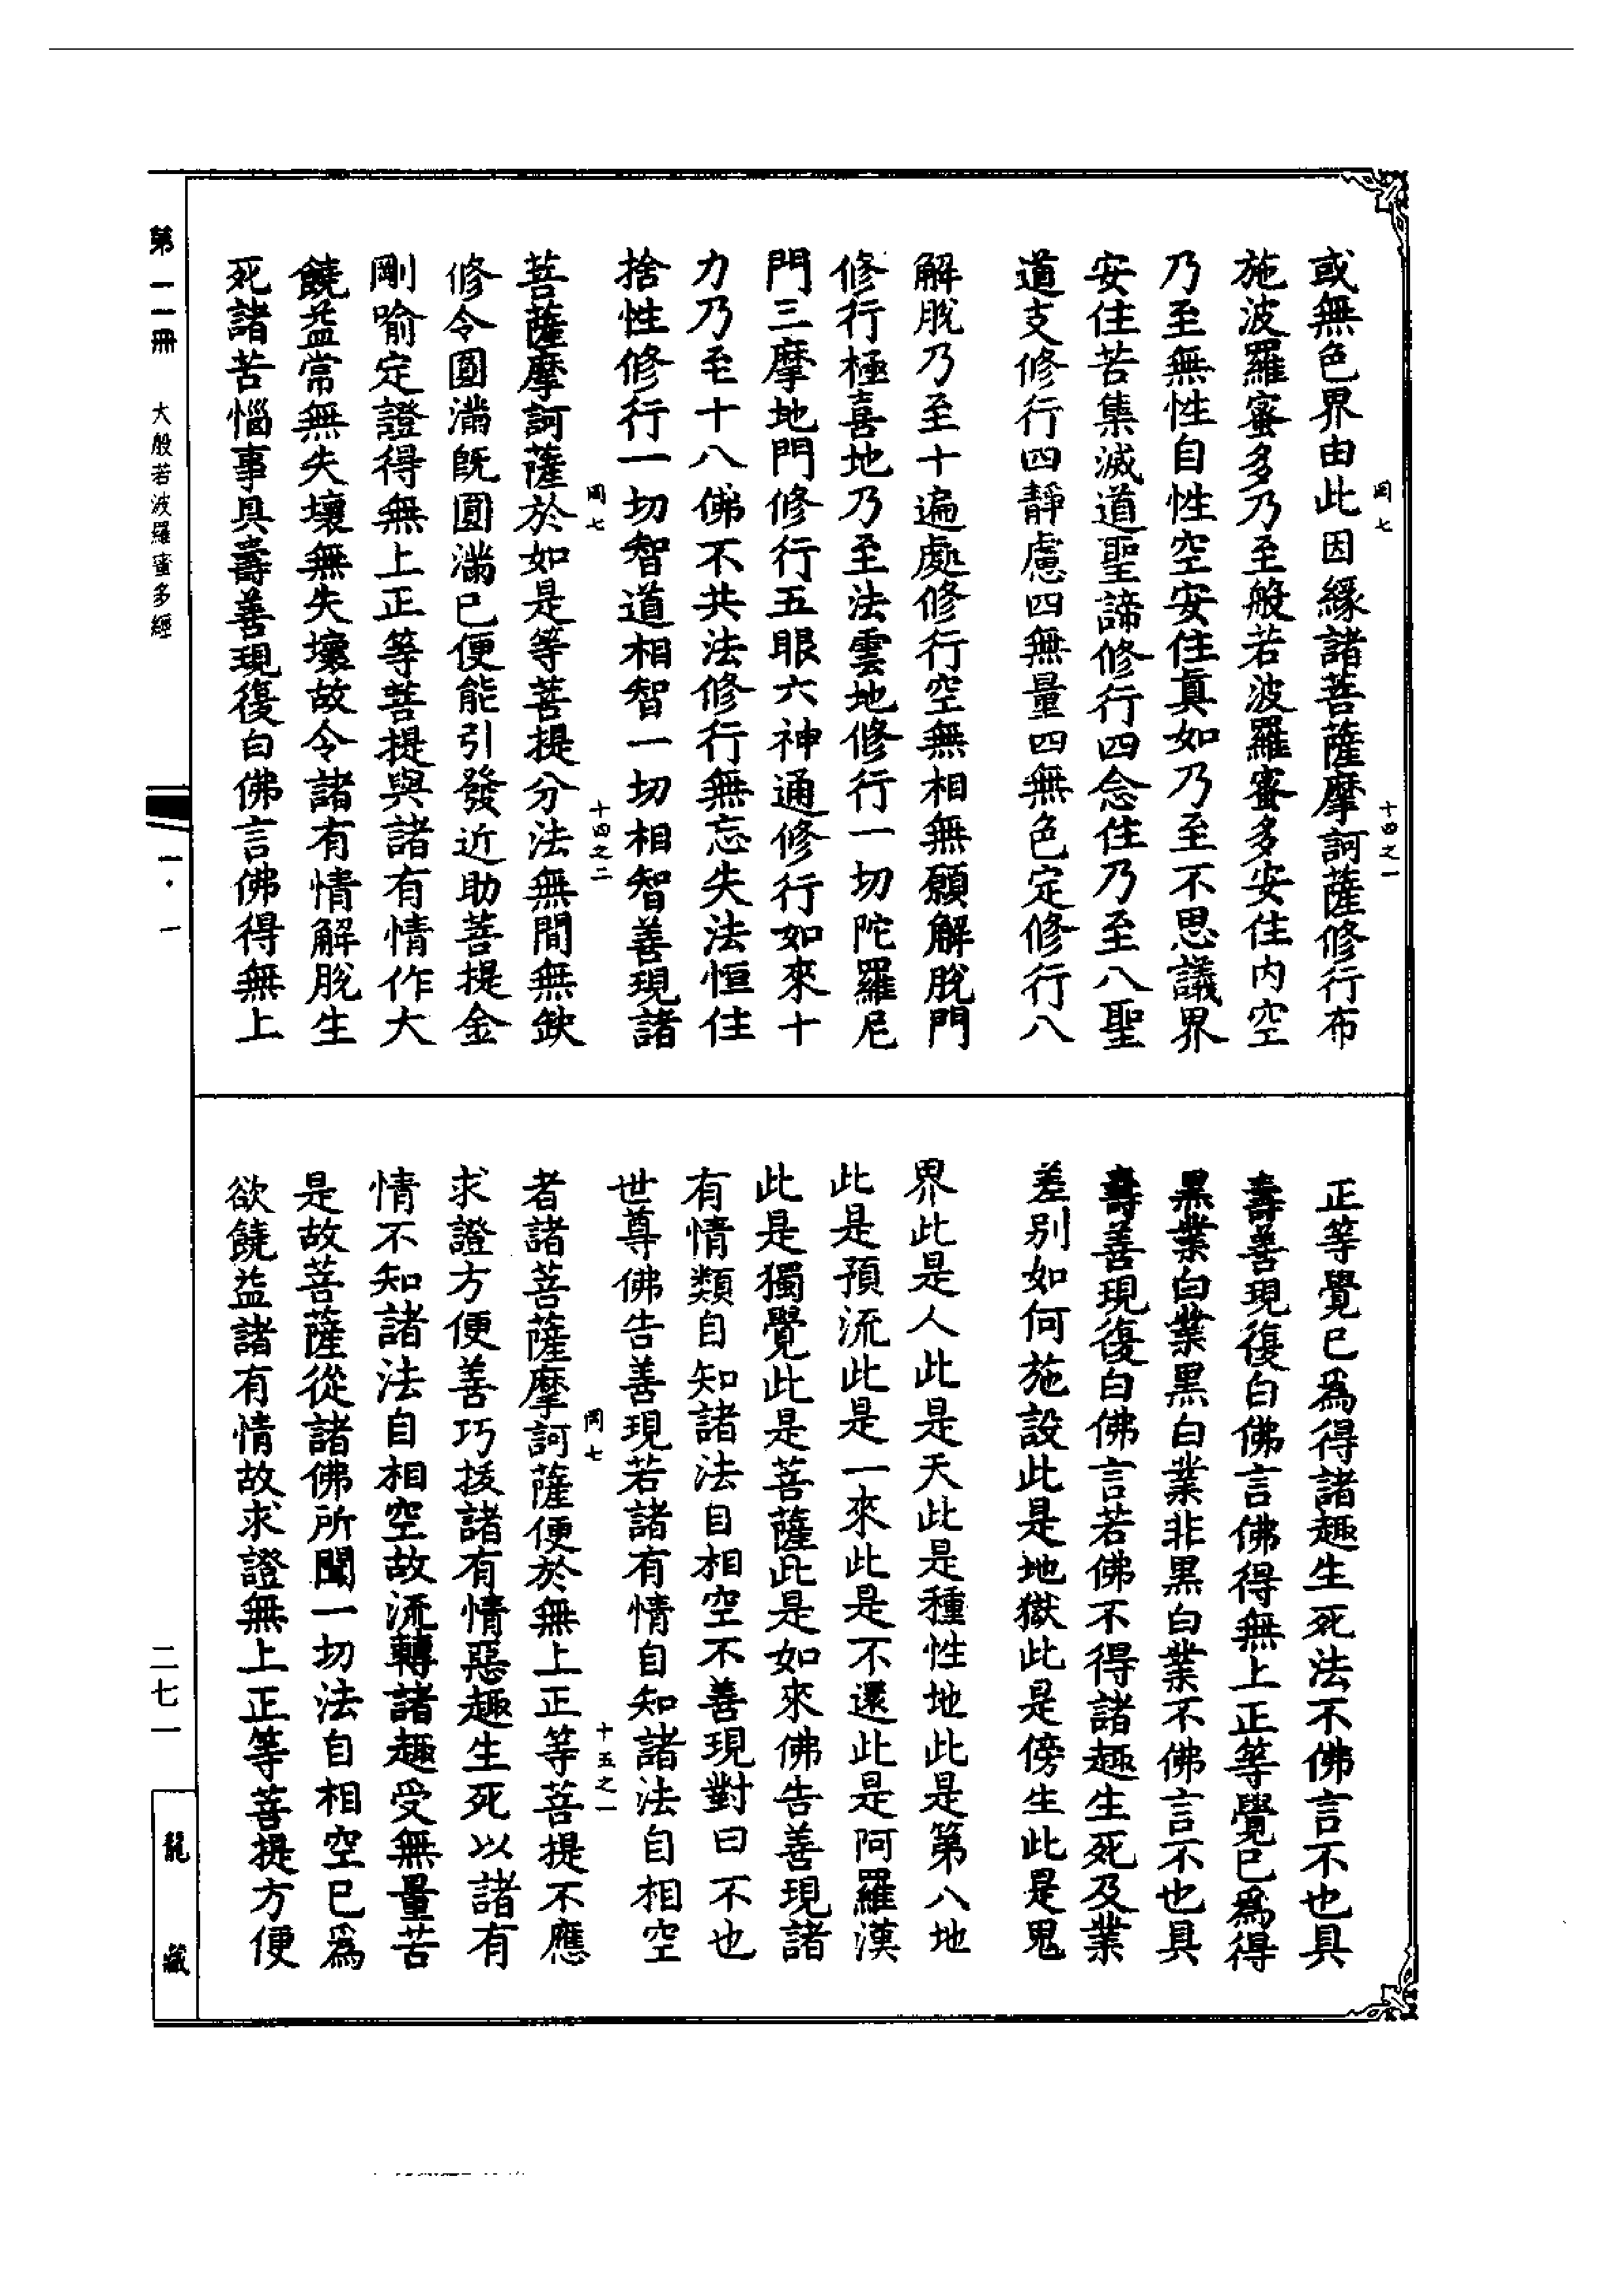 或無色界由此因緣諸菩薩摩訶薩修行布
施波羅蜜多乃至般若波羅蜜多安住內空
乃至無性自性空安住真如乃至不思議界
安住苦集滅道聖諦修行四念住乃至八聖
道支修行四靜慮四無量四無色定修行八
解脫乃至十遍處修行空無相無願解脫門
修行極喜地乃至法雲地修行一切陀羅尼
門三摩地門修行五眼六神通修行如來十
力乃至十八佛不共法修行無忘失法恒住
捨性修行一切智道相智一切相智善現諸
菩薩摩訶薩於如是等菩提分法無間無缺
修令圓滿既圓滿已便能引發近助菩提金
剛喻定證得無上正等菩提與諸有情作大
饒益常無失壞無失壞故令諸有情解脫生
死諸苦惱事具壽善現復白佛言佛得無上
岡七
十四之一
岡七
十四之二
正等覺已為得諸趣生死法不佛言不也具
壽善現復白佛言佛得無上正等覺已為得
黑業白業黑白業非黑白業不佛言不也具
壽善現復白佛言若佛不得諸趣生死及業
差別如何施設此是地獄此是傍生此是鬼
界此是人此是天此是種性地此是第八地
此是預流此是一來此是不還此是阿羅漢
此是獨覺此是菩薩此是如來佛告善現諸
有情類自知諸法自相空不善現對曰不也
世尊佛告善現若諸有情自知諸法自相空
者諸菩薩摩訶薩便於無上正等菩提不應
求證方便善巧拔諸有情惡趣生死以諸有
情不知諸法自相空故流轉諸趣受無量苦
是故菩薩從諸佛所聞一切法自相空已為
欲饒益諸有情故求證無上正等菩提方便
岡七
十五之一
第一一冊
大般若波羅蜜多經
一·一
二七一
龍藏